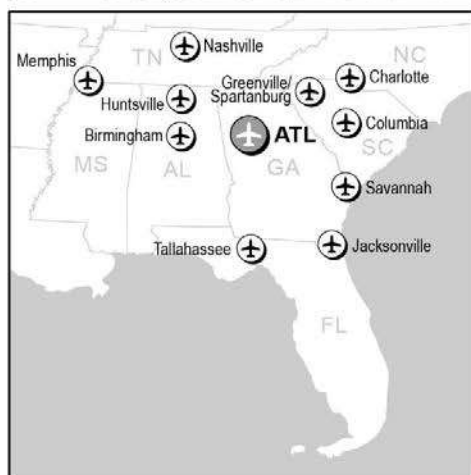 Nashville
TN
NC
Memphis
Greenville/
Spartanburg
Charlotte
Huntsville
Birmingham
ATL
Columbia
MS
AL
GA
SC
Savannah
Tallahassee
Jacksonville
FL